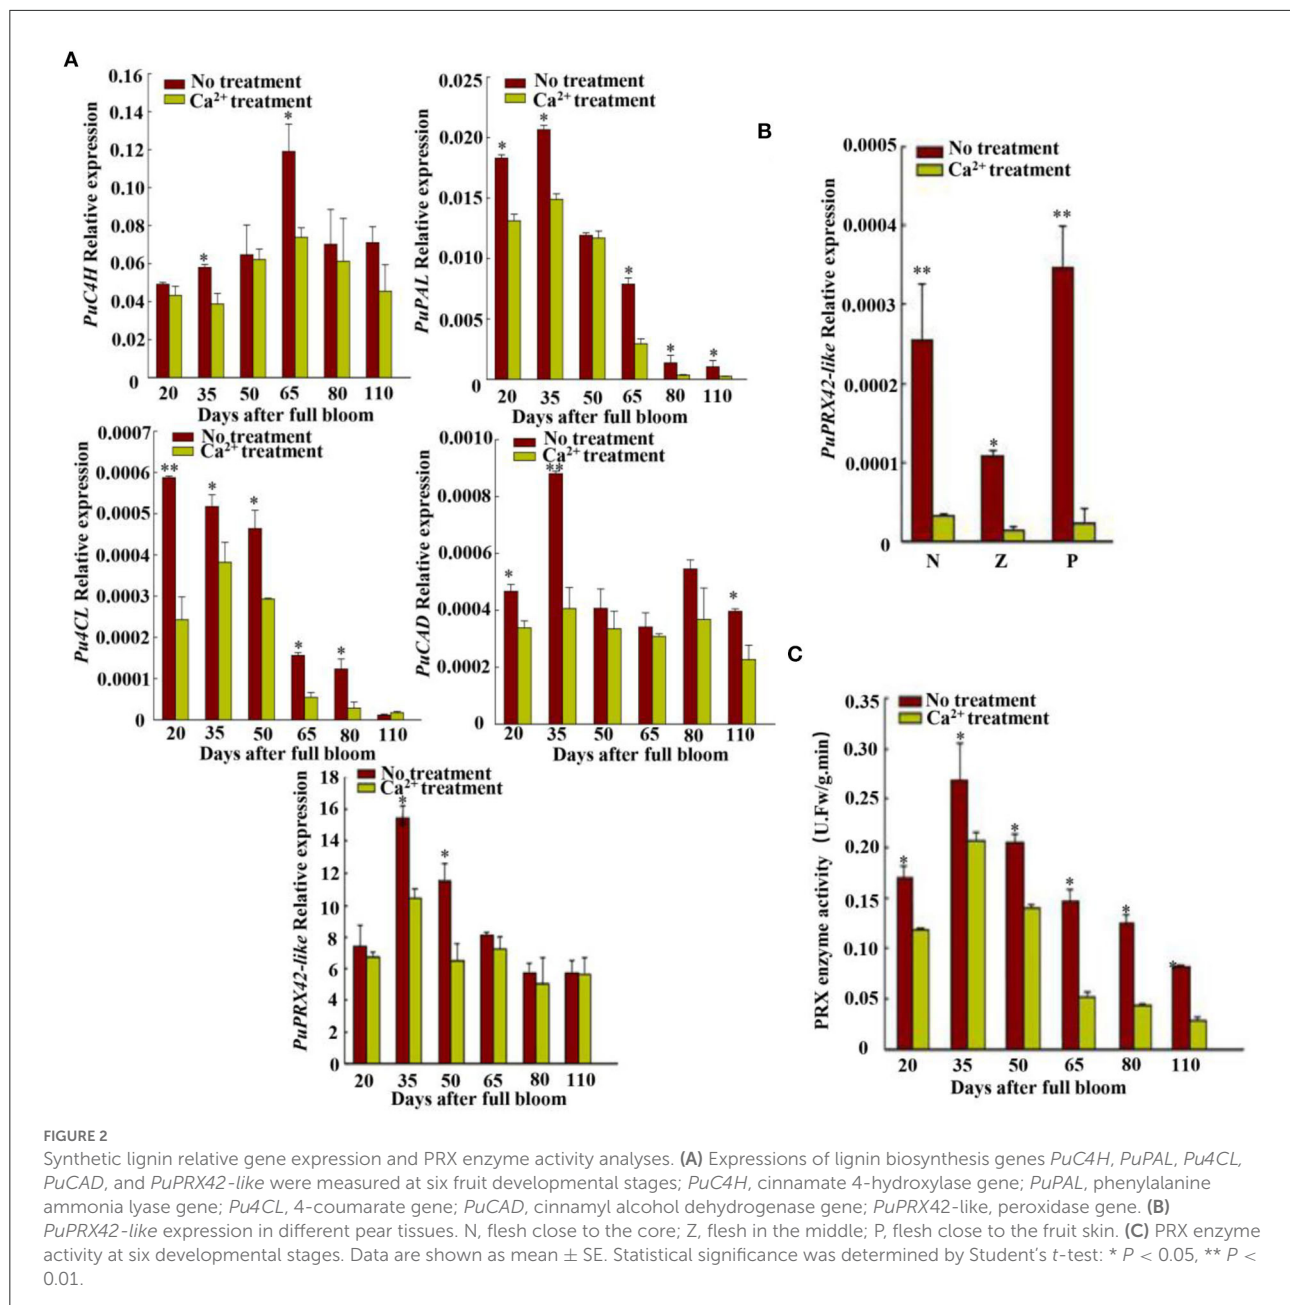 A
0.16
0.14
0.12
0.10
0.08
0.06
0.04
0.02
0
PuC4H Relative expression
No treatment
Ca²⁺ treatment
*
*
20 35 50 65 80 110
Days after full bloom
0.025
0.020
0.015
0.010
0.005
0
PuPAL Relative expression
No treatment
Ca²⁺ treatment
*
*
*
*
*
20 35 50 65 80 110
Days after full bloom
0.0007
0.0006
0.0005
0.0004
0.0003
0.0002
0.0001
0
Pu4CL Relative expression
No treatment
Ca²⁺ treatment
**
*
*
*
*
20 35 50 65 80 110
Days after full bloom
0.0010
0.0008
0.0006
0.0004
0.0002
0
PuCAD Relative expression
No treatment
Ca²⁺ treatment
*
**
*
20 35 50 65 80 110
Days after full bloom
18
16
14
12
10
8
6
4
2
0
PuPRX42-like Relative expression
No treatment
Ca²⁺ treatment
*
*
20 35 50 65 80 110
Days after full bloom
B
0.0005
0.0004
0.0003
0.0002
0.0001
0
PuPRX42-like Relative expression
No treatment
Ca²⁺ treatment
**
*
**
N Z P
C
0.35
0.30
0.25
0.20
0.15
0.10
0.05
0
PRX enzyme activity (U.Fw/g.min)
No treatment
Ca²⁺ treatment
*
*
*
*
*
*
20 35 50 65 80 110
Days after full bloom
FIGURE 2
Synthetic lignin relative gene expression and PRX enzyme activity analyses. (A) Expressions of lignin biosynthesis genes PuC4H, PuPAL, Pu4CL,
PuCAD, and PuPRX42-like were measured at six fruit developmental stages; PuC4H, cinnamate 4-hydroxylase gene; PuPAL, phenylalanine
ammonia lyase gene; Pu4CL, 4-coumarate gene; PuCAD, cinnamyl alcohol dehydrogenase gene; PuPRX42-like, peroxidase gene. (B)
PuPRX42-like expression in different pear tissues. N, flesh close to the core; Z, flesh in the middle; P, flesh close to the fruit skin. (C) PRX enzyme
activity at six developmental stages. Data are shown as mean ± SE. Statistical significance was determined by Student's t-test: * P < 0.05, ** P <
0.01.